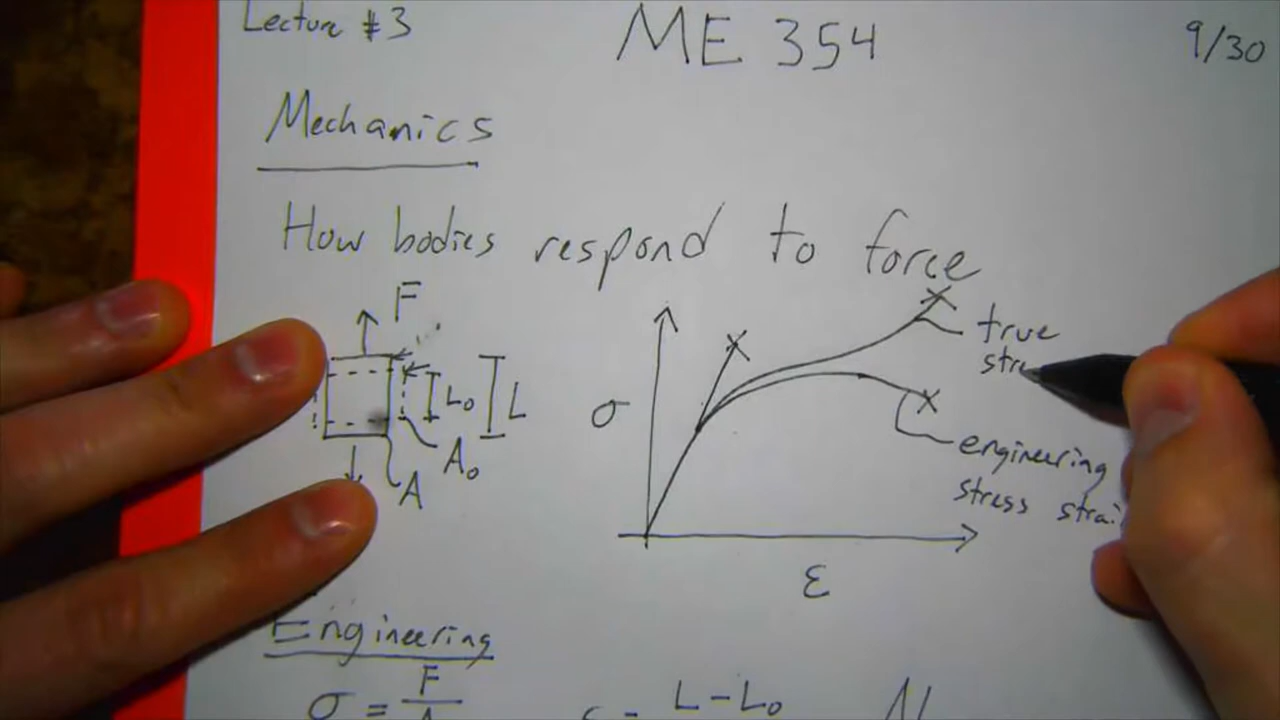 Lecture #3
ME 354
9/30
Mechanics
How bodies respond to force
F
L₀
L
A₀
A
σ
ε
true
engineering
stress
Engineering
σ = F
L - L₀